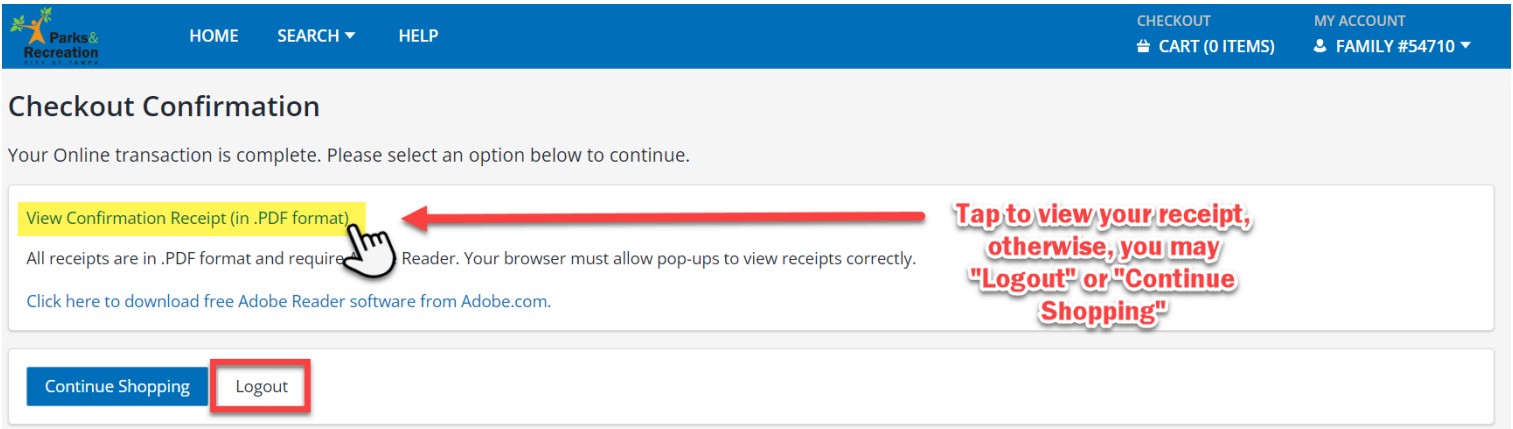 Parks&
Recreation
CITY OF TAMPA
HOME SEARCH HELP
CHECKOUT
CART (0 ITEMS)
MY ACCOUNT
FAMILY #54710
Checkout Confirmation
Your Online transaction is complete. Please select an option below to continue.
View Confirmation Receipt (in .PDF format)
All receipts are in .PDF format and require Reader. Your browser must allow pop-ups to view receipts correctly.
Click here to download free Adobe Reader software from Adobe.com.
Tap to view your receipt,
otherwise, you may
"Logout" or "Continue
Shopping"
Continue Shopping Logout